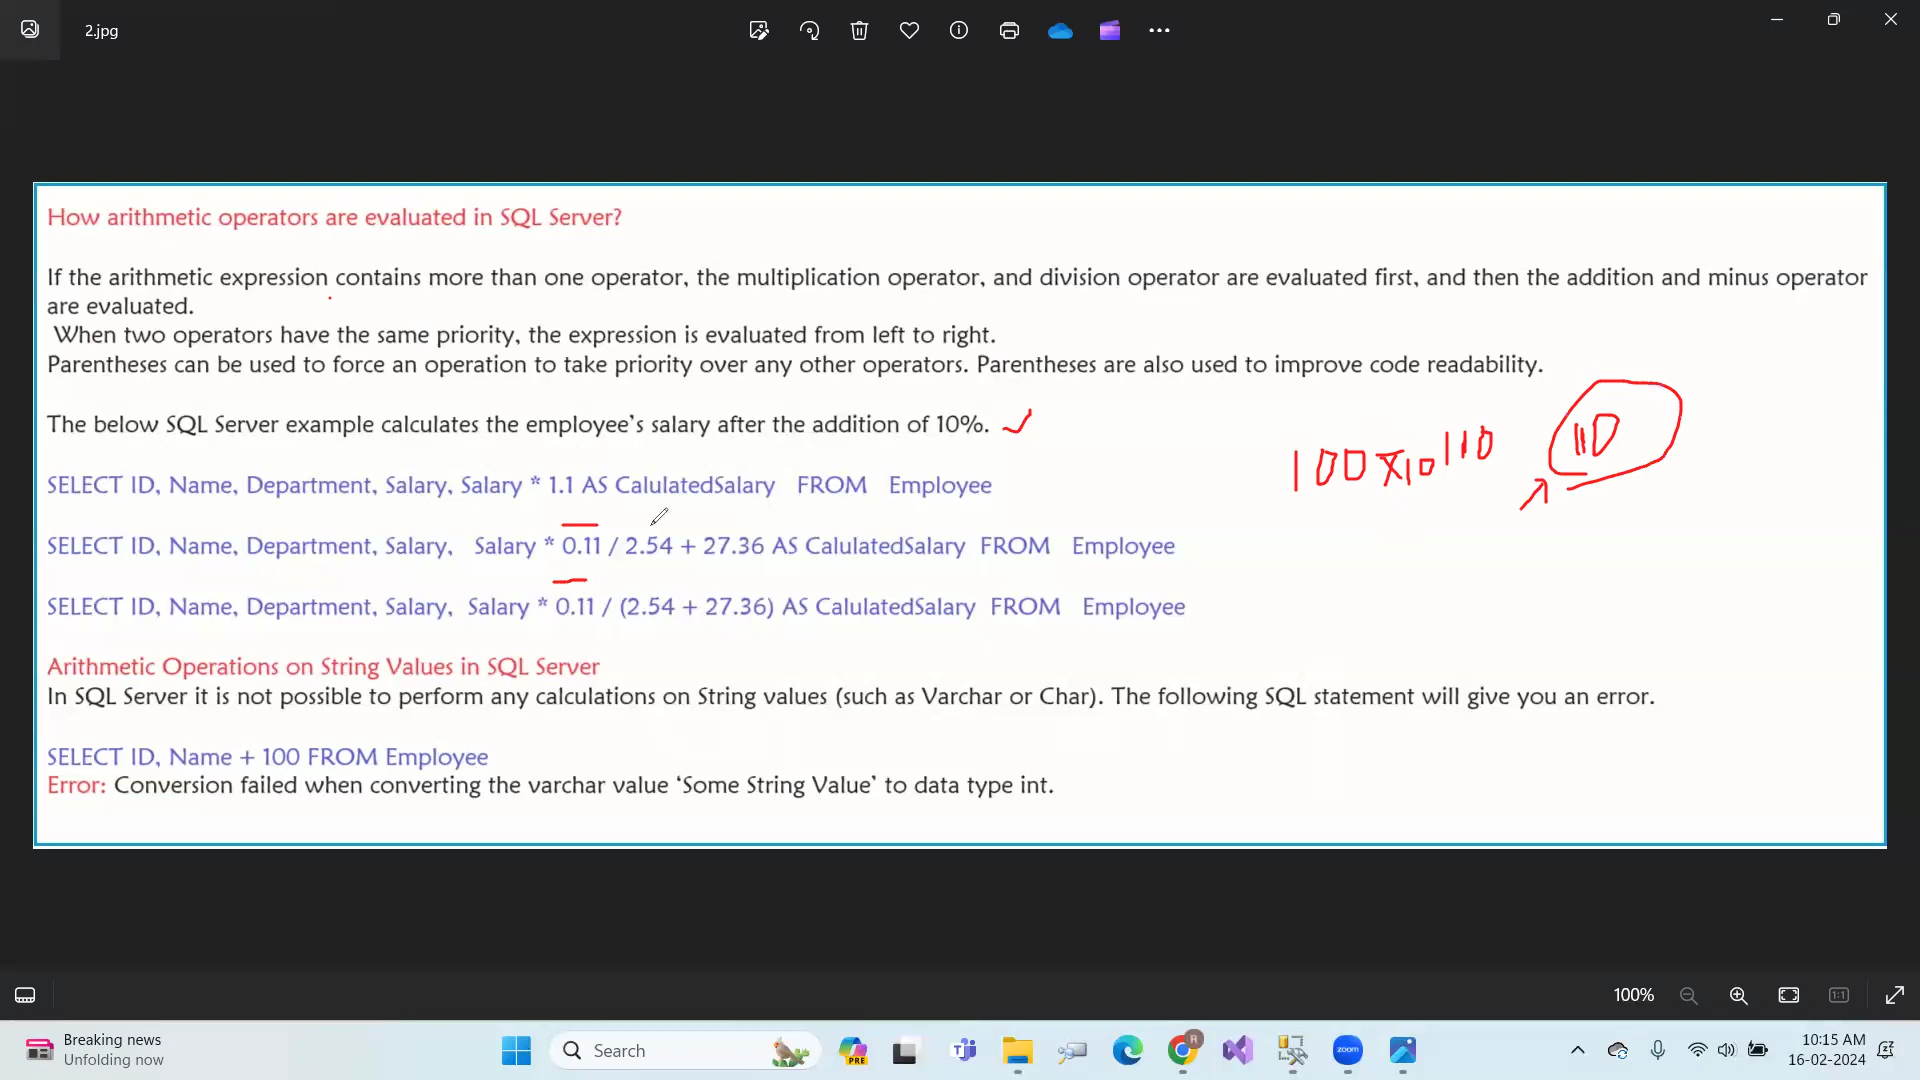 2.jpg
How arithmetic operators are evaluated in SQL Server?
If the arithmetic expression contains more than one operator, the multiplication operator, and division operator are evaluated first, and then the addition and minus operator
are evaluated.
When two operators have the same priority, the expression is evaluated from left to right.
Parentheses can be used to force an operation to take priority over any other operators. Parentheses are also used to improve code readability.
The below SQL Server example calculates the employee's salary after the addition of 10%.
100 x 10 110 110
SELECT ID, Name, Department, Salary, Salary * 1.1 AS CalulatedSalary FROM Employee
SELECT ID, Name, Department, Salary, Salary * 0.11 / 2.54 + 27.36 AS CalulatedSalary FROM Employee
SELECT ID, Name, Department, Salary, Salary * 0.11 / (2.54 + 27.36) AS CalulatedSalary FROM Employee
Arithmetic Operations on String Values in SQL Server
In SQL Server it is not possible to perform any calculations on String values (such as Varchar or Char). The following SQL statement will give you an error.
SELECT ID, Name + 100 FROM Employee
Error: Conversion failed when converting the varchar value ‘Some String Value’ to data type int.
100%
1:1
Breaking news
Unfolding now
Search
PRE
R
zoom
10:15 AM
16-02-2024